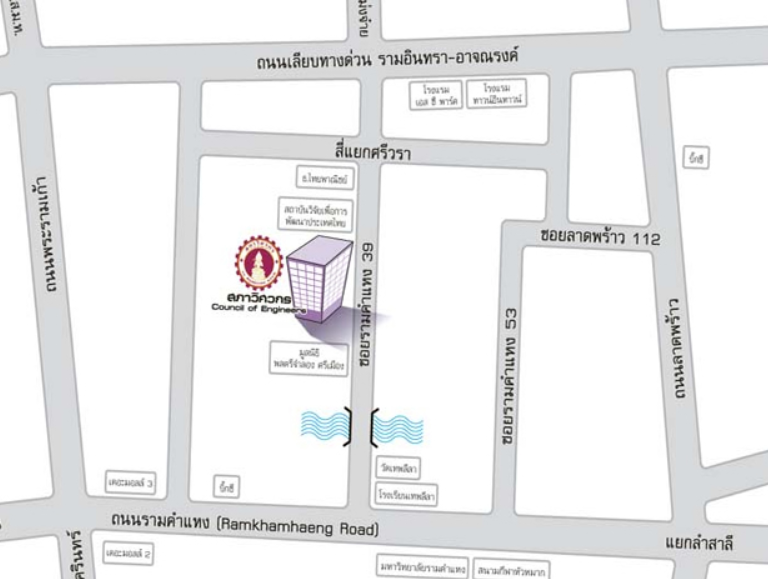 ส.ม.ท.
ถนนเลียบทางด่วน รามอินทรา-อาจณรงค์
โรงแรม
เอส ซี พาร์ค
โรงแรม
ทาวน์อินทาวน์
สี่แยกศรีวรา
บิ๊กซี
ธ.ไทยพาณิชย์
สถาบันวิจัยเพื่อการ
พัฒนาประเทศไทย
ถนนพระรามเก้า
ซอยลาดพร้าว 112
สภาวิศวกร
Council of Engineers
ซอยรามคำแหง 39
ซอยรามคำแหง 53
ถนนลาดพร้าว
มูลนิธิ
พลตรีจำลอง ศรีเมือง
วัดเทพลีลา
โรงเรียนเทพลีลา
เดอะมอลล์ 3
บิ๊กซี
ถนนรามคำแหง (Ramkhamhaeng Road)
แยกลำสาลี
เดอะมอลล์ 2
มหาวิทยาลัยรามคำแหง
สนามกีฬาหัวหมาก